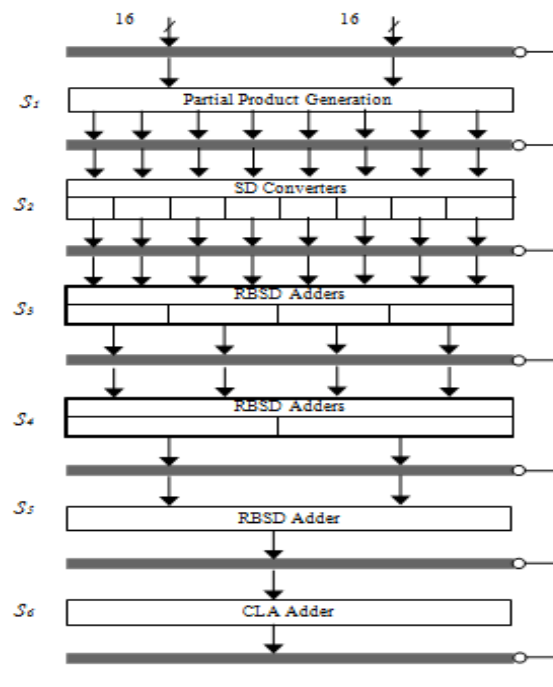 16 16
S₁ Partial Product Generation
S₂ SD Converters
S₃ RBSD Adders
S₄ RBSD Adders
S₅ RBSD Adder
S₆ CLA Adder